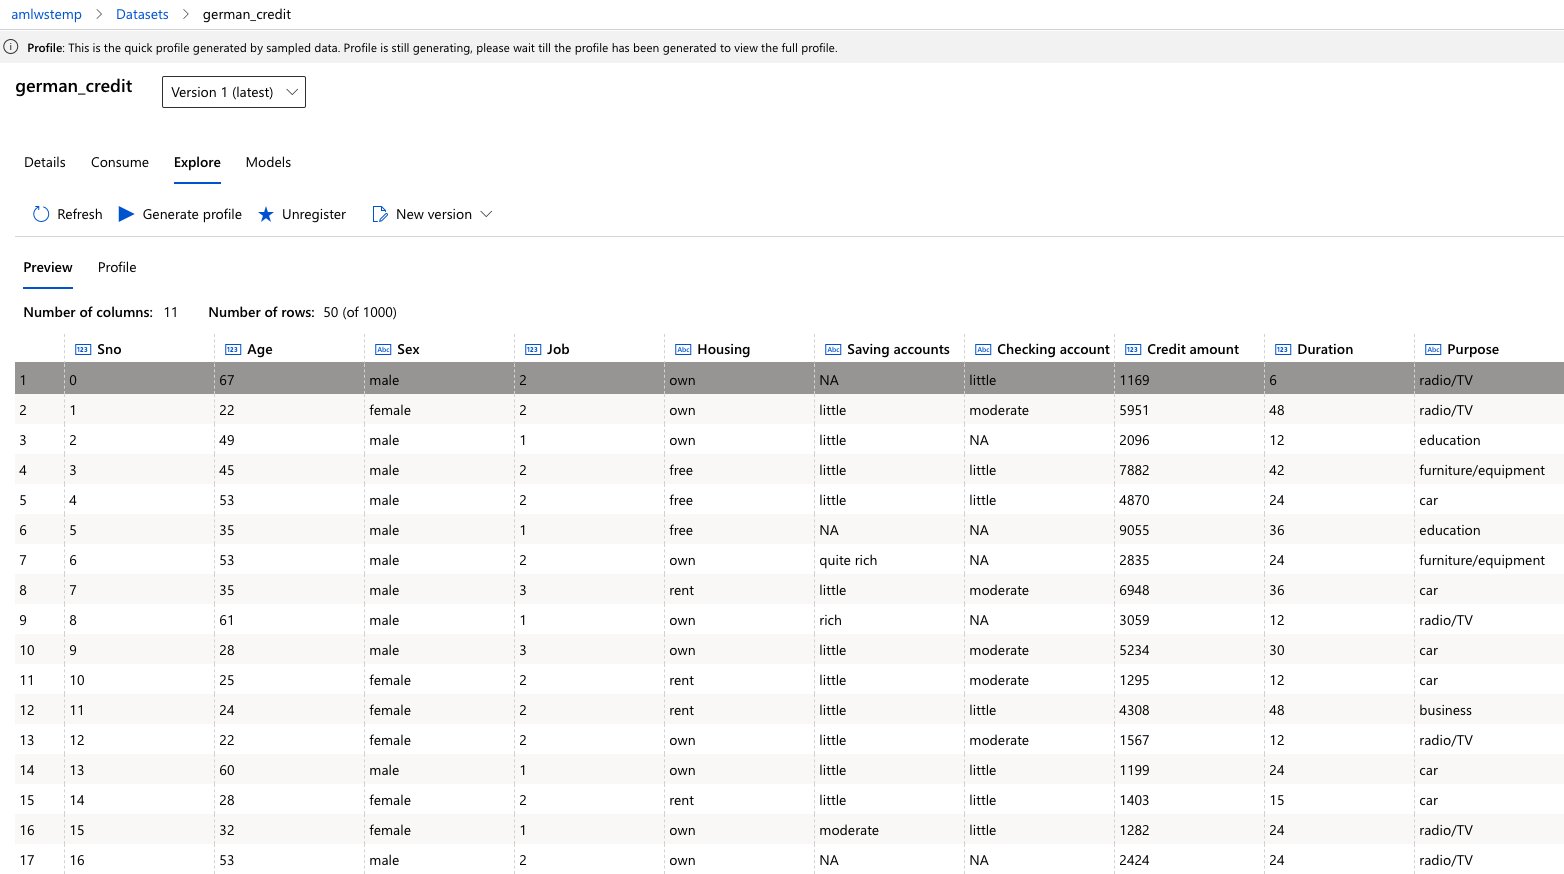 amlwstemp > Datasets > german_credit
Profile: This is the quick profile generated by sampled data. Profile is still generating, please wait till the profile has been generated to view the full profile.
german_credit Version 1 (latest)
Details Consume Explore Models
Refresh Generate profile Unregister New version
Preview Profile
Number of columns: 11 Number of rows: 50 (of 1000)
123 Sno 123 Age Abc Sex 123 Job Abc Housing Abc Saving accounts Abc Checking account 123 Credit amount 123 Duration Abc Purpose
1 0 67 male 2 own NA little 1169 6 radio/TV
2 1 22 female 2 own little moderate 5951 48 radio/TV
3 2 49 male 1 own little NA 2096 12 education
4 3 45 male 2 free little little 7882 42 furniture/equipment
5 4 53 male 2 free little little 4870 24 car
6 5 35 male 1 free NA NA 9055 36 education
7 6 53 male 2 own quite rich NA 2835 24 furniture/equipment
8 7 35 male 3 rent little moderate 6948 36 car
9 8 61 male 1 own rich NA 3059 12 radio/TV
10 9 28 male 3 own little moderate 5234 30 car
11 10 25 female 2 rent little moderate 1295 12 car
12 11 24 female 2 rent little little 4308 48 business
13 12 22 female 2 own little moderate 1567 12 radio/TV
14 13 60 male 1 own little little 1199 24 car
15 14 28 female 2 rent little little 1403 15 car
16 15 32 female 1 own moderate little 1282 24 radio/TV
17 16 53 male 2 own NA NA 2424 24 radio/TV